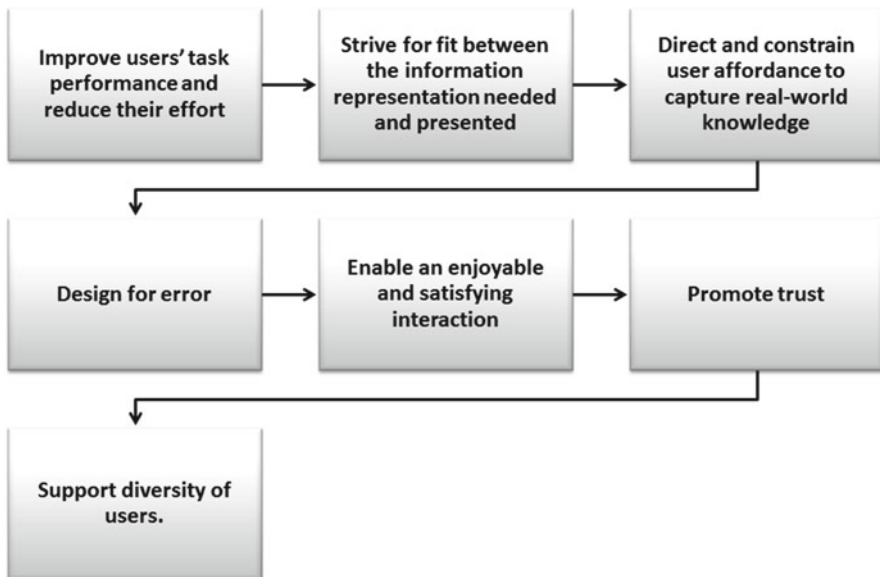 Improve users’ task
performance and
reduce their effort
Strive for fit between
the information
representation needed
and presented
Direct and constrain
user affordance to
capture real-world
knowledge
Design for error
Enable an enjoyable
and satisfying
interaction
Promote trust
Support diversity of
users.